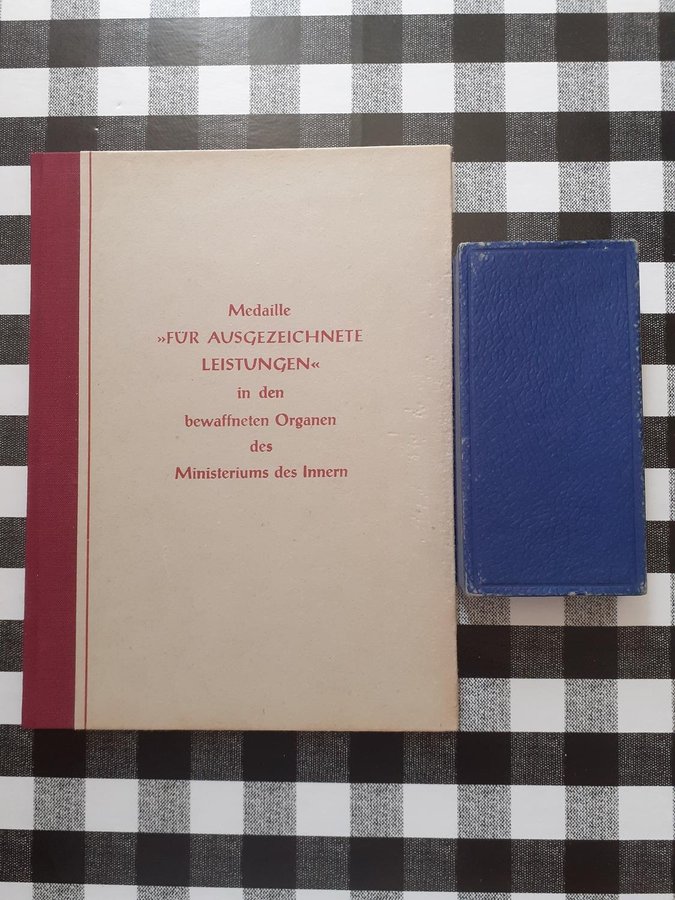 Medaille
»FÜR AUSGEZEICHNETE
LEISTUNGEN«
in den
bewaffneten Organen
des
Ministeriums des Innern